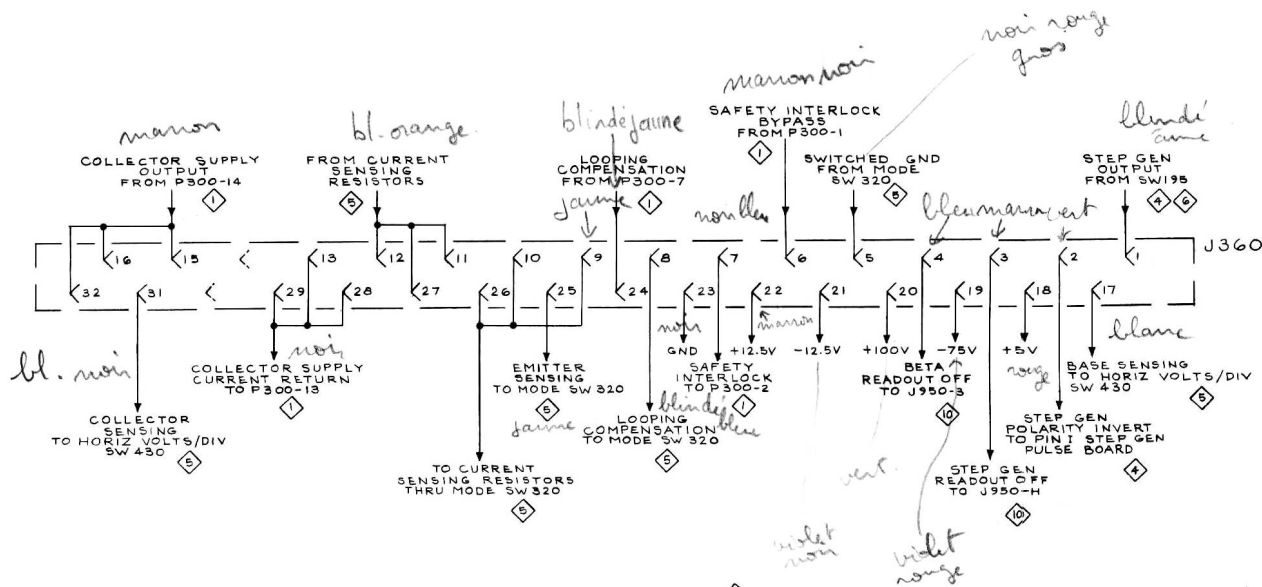 noir rouge
gros
marron noir
blindé
marron
bl. orange.
blindé jaune
SAFETY INTERLOCK
BYPASS
FROM P300-1
1
COLLECTOR SUPPLY
OUTPUT
FROM P300-14
1
FROM CURRENT
SENSING
RESISTORS
5
LOOPING
COMPENSATION
FROM P300-7
1
jaune
SWITCHED GND
FROM MODE
SW 320
5
STEP GEN
OUTPUT
FROM SW195
4 6
noir bleu
bleu marron vert
J360
16 15 13 12 11 10 9 8 7 6 5 4 3 2 1
32 31 29 28 27 26 25 24 23 22 21 20 19 18 17
noir
marron
blanc
GND
+12.5V
-12.5V
+100V
-75V
+5V
rouge
bl. noir
noir
COLLECTOR SUPPLY
CURRENT RETURN
TO P300-13
1
EMITTER
SENSING
TO MODE SW 320
5
jaune
SAFETY
INTERLOCK
TO P300-2
1
BETA
READOUT OFF
TO J950-3
10
BASE SENSING
TO HORIZ VOLTS/DIV
SW 430
5
COLLECTOR
SENSING
TO HORIZ VOLTS/DIV
SW 430
5
blindé
bleu
LOOPING
COMPENSATION
TO MODE SW 320
5
STEP GEN
POLARITY INVERT
TO PIN I STEP GEN
PULSE BOARD
4
TO CURRENT
SENSING RESISTORS
THRU MODE SW 320
5
vert.
STEP GEN
READOUT OFF
TO J950-H
10
violet
noir
violet
rouge